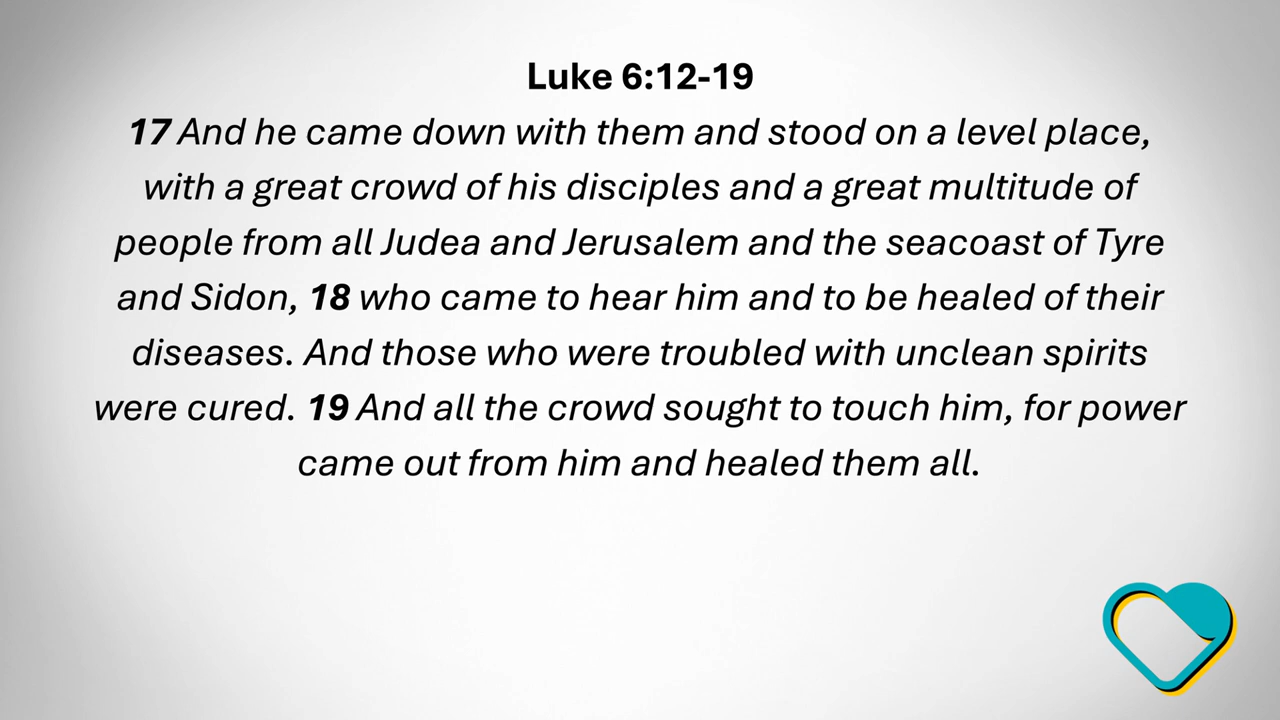 Luke 6:12-19
17 And he came down with them and stood on a level place,
with a great crowd of his disciples and a great multitude of
people from all Judea and Jerusalem and the seacoast of Tyre
and Sidon, 18 who came to hear him and to be healed of their
diseases. And those who were troubled with unclean spirits
were cured. 19 And all the crowd sought to touch him, for power
came out from him and healed them all.